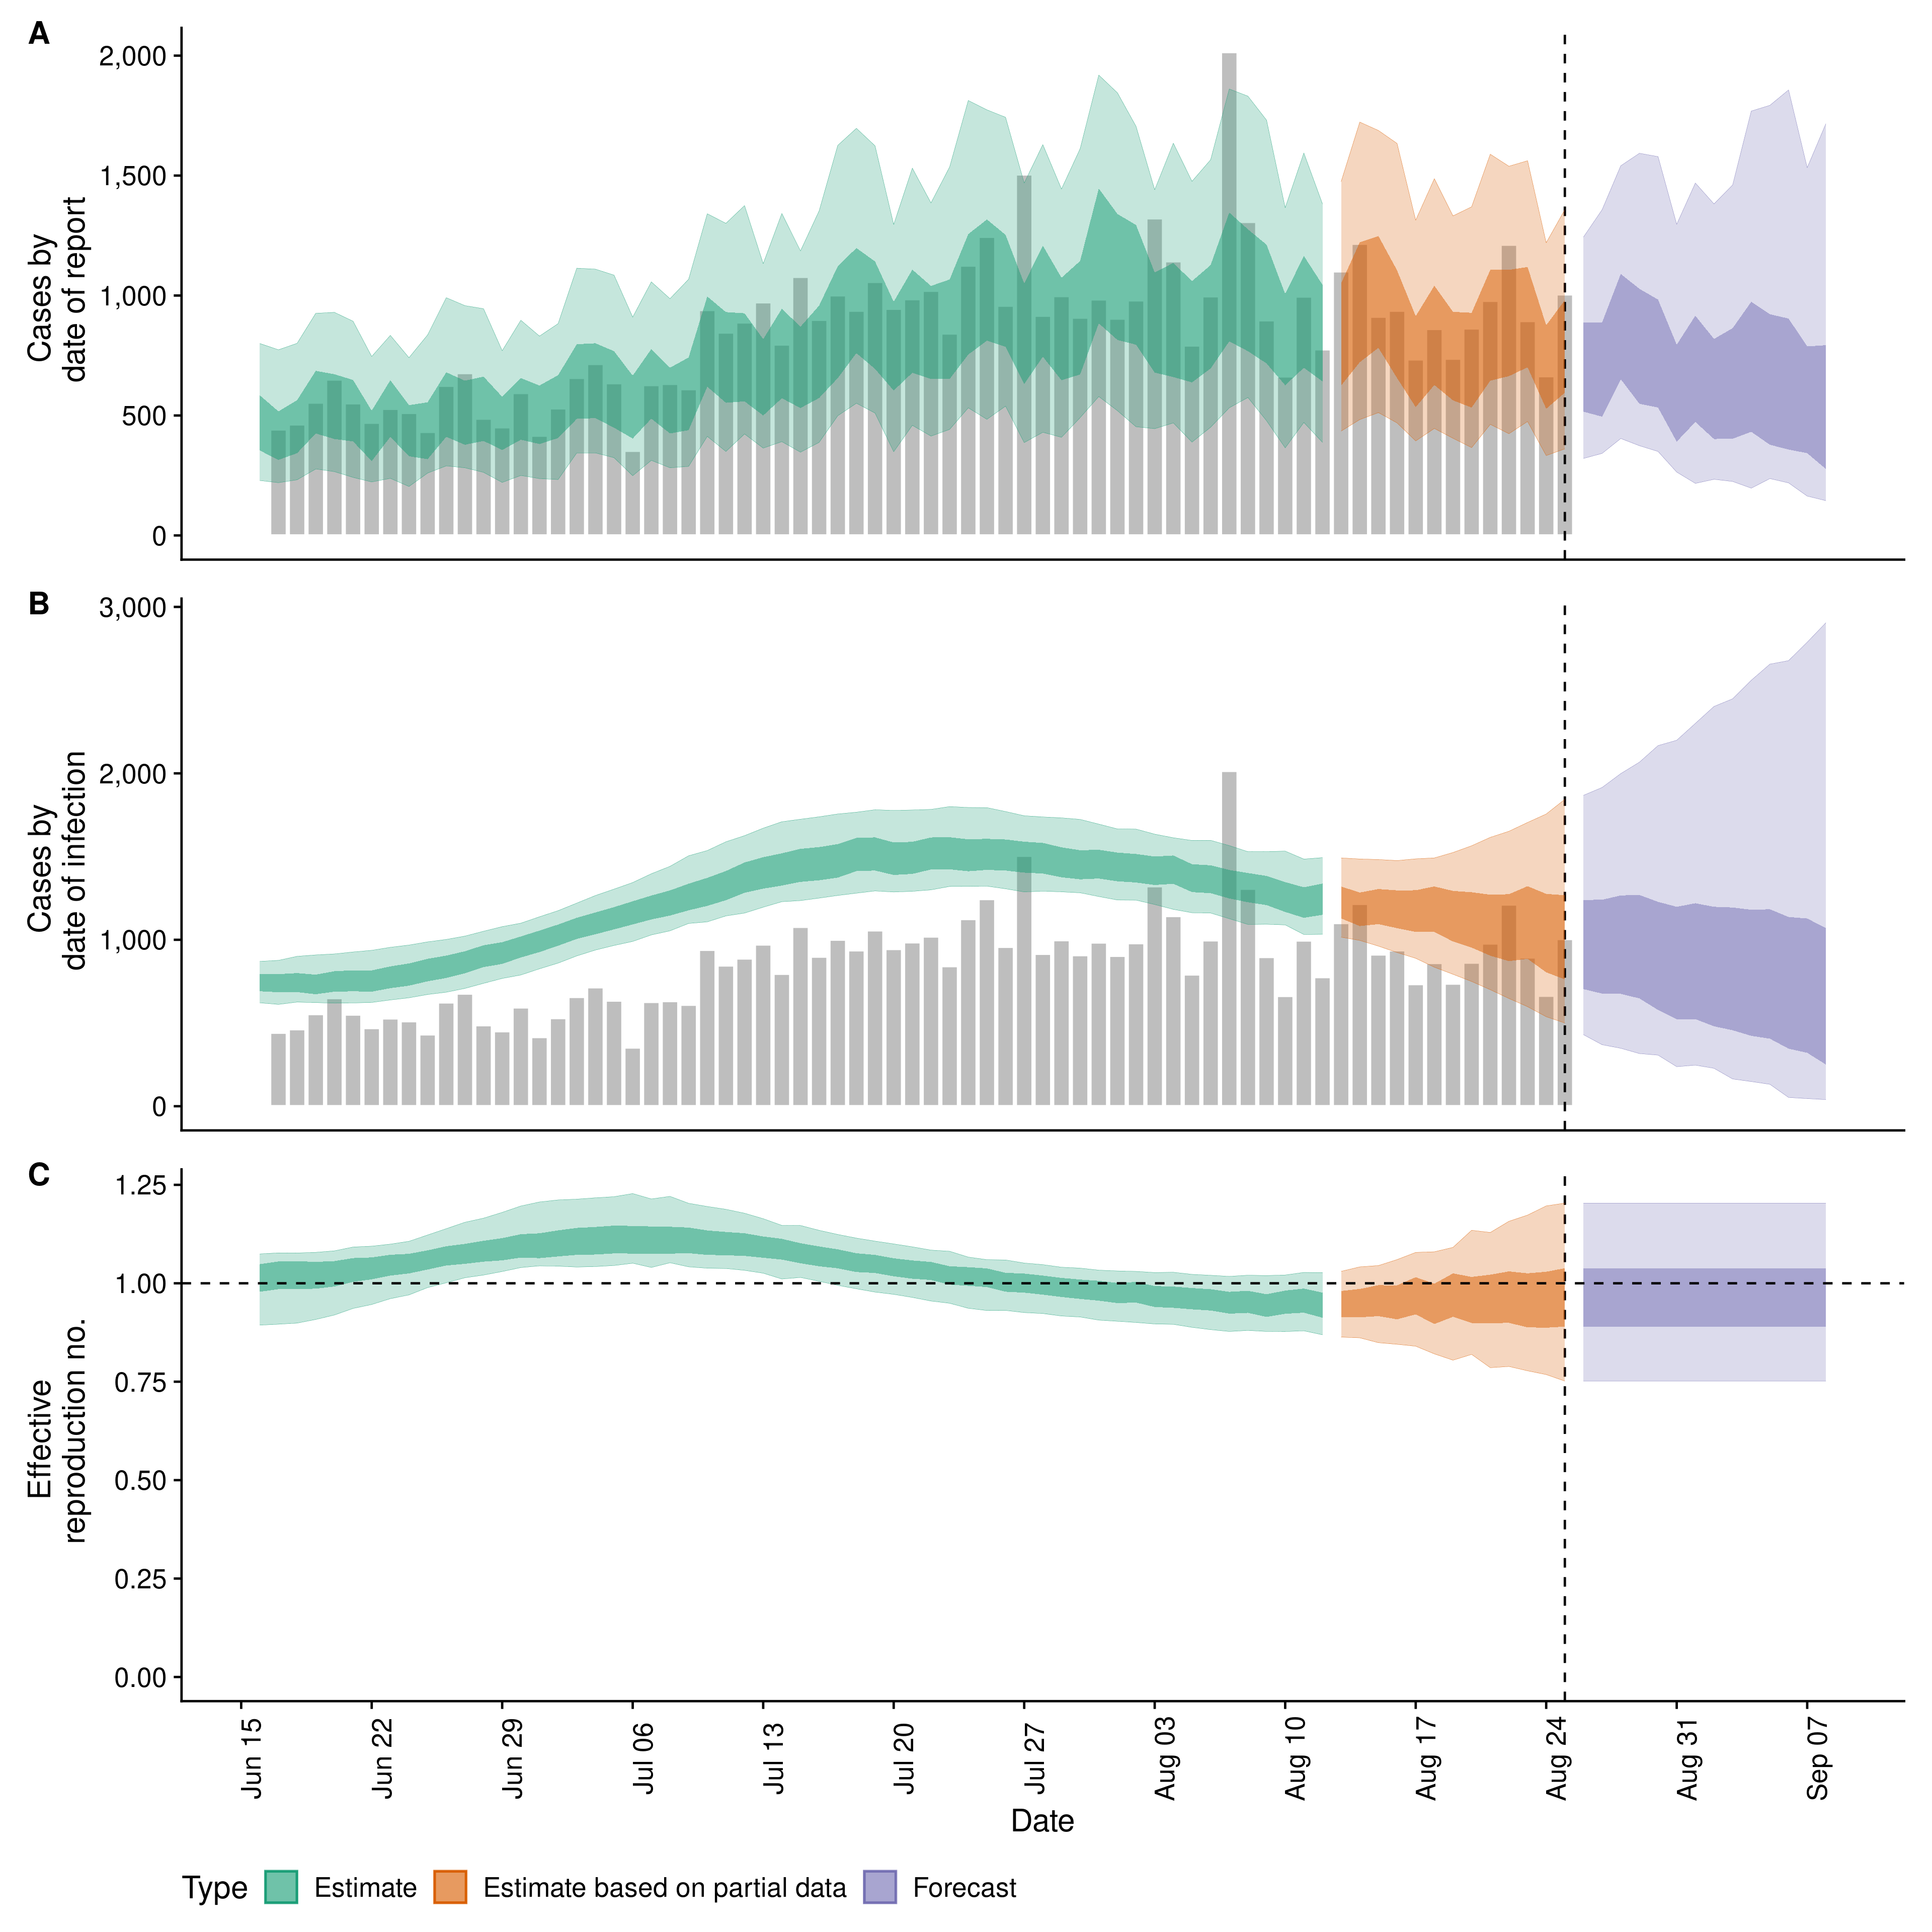 A
Cases by
date of report
2,000
1,500
1,000
500
0
B
Cases by
date of infection
3,000
2,000
1,000
0
C
Effective
reproduction no.
1.25
1.00
0.75
0.50
0.25
0.00
Jun 15 Jun 22 Jun 29 Jul 06 Jul 13 Jul 20 Jul 27 Aug 03 Aug 10 Aug 17 Aug 24 Aug 31 Sep 07
Date
Type Estimate Estimate based on partial data Forecast